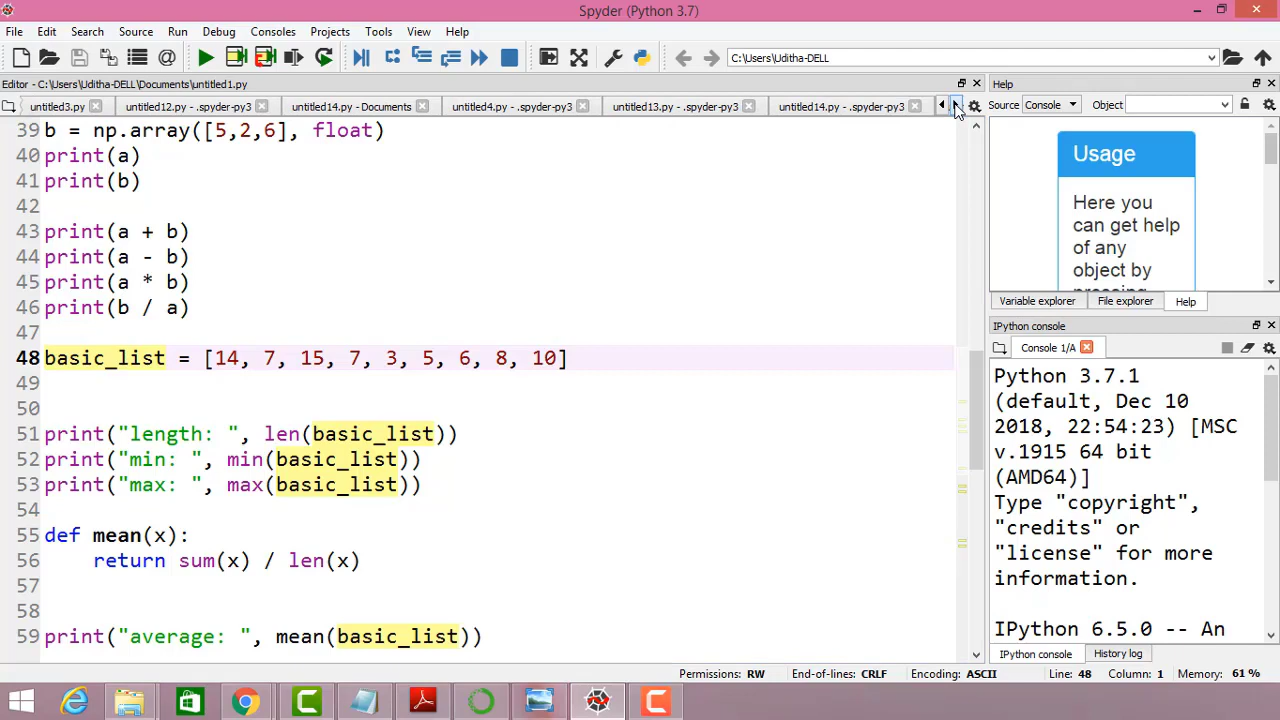 Spyder (Python 3.7)
File Edit Search Source Run Debug Consoles Projects Tools View Help
C:\Users\Uditha-DELL
Editor - C:\Users\Uditha-DELL\Documents\untitled1.py
untitled3.py untitled12.py - .spyder-py3 untitled14.py - Documents untitled4.py - .spyder-py3 untitled13.py - .spyder-py3 untitled14.py - .spyder-py3
39 b = np.array([5,2,6], float)
40 print(a)
41 print(b)
42
43 print(a + b)
44 print(a - b)
45 print(a * b)
46 print(b / a)
47
48 basic_list = [14, 7, 15, 7, 3, 5, 6, 8, 10]
49
50
51 print("length: ", len(basic_list))
52 print("min: ", min(basic_list))
53 print("max: ", max(basic_list))
54
55 def mean(x):
56     return sum(x) / len(x)
57
58
59 print("average: ", mean(basic_list))
Help
Source Console Object
Usage
Here you
can get help
of any
object by
pressing
Variable explorer File explorer Help
IPython console
Console 1/A
Python 3.7.1
(default, Dec 10
2018, 22:54:23) [MSC
v.1915 64 bit
(AMD64)]
Type "copyright",
"credits" or
"license" for more
information.
IPython 6.5.0 -- An
IPython console History log
Permissions: RW End-of-lines: CRLF Encoding: ASCII Line: 48 Column: 1 Memory: 61 %